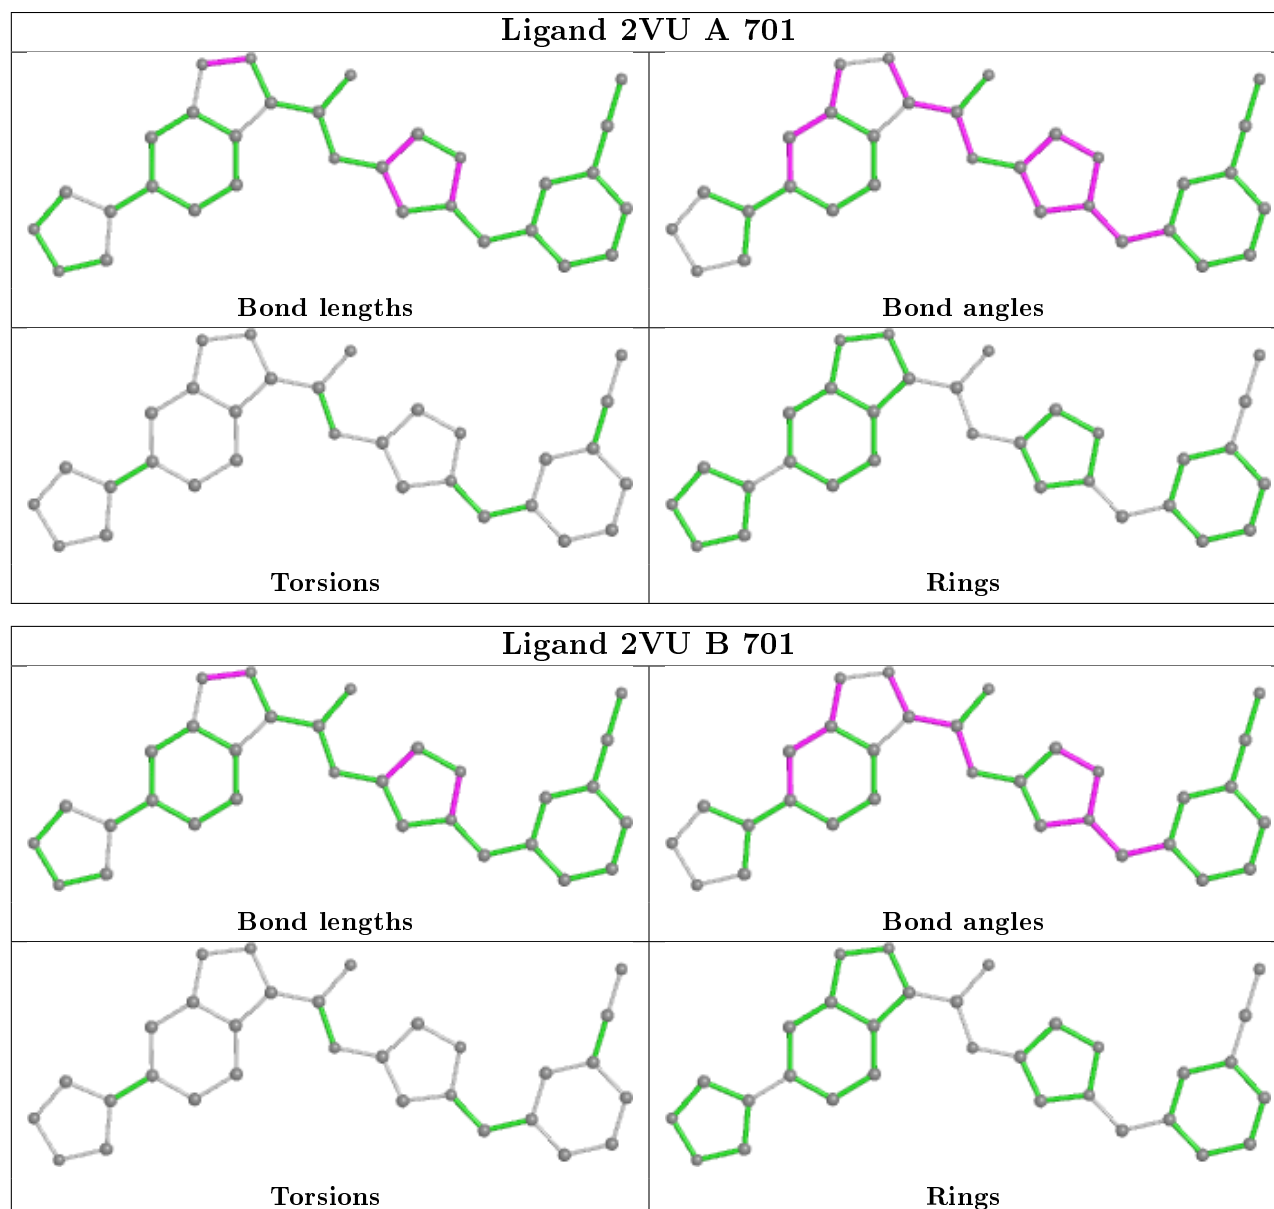 Ligand 2VU A 701
Bond lengths
Bond angles
Torsions
Rings
Ligand 2VU B 701
Bond lengths
Bond angles
Torsions
Rings